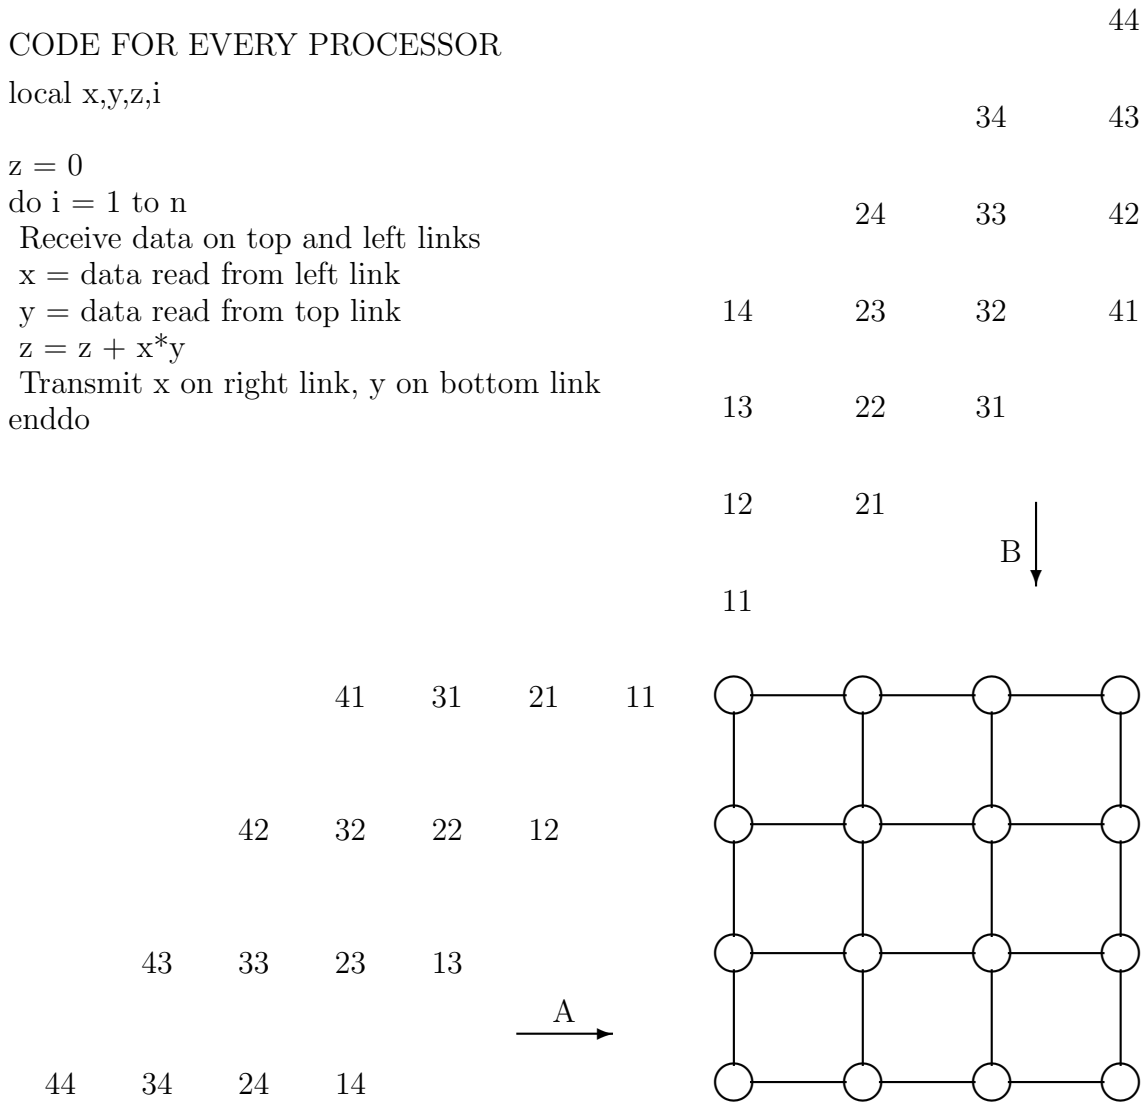 CODE FOR EVERY PROCESSOR
local x,y,z,i
z = 0
do i = 1 to n
Receive data on top and left links
x = data read from left link
y = data read from top link
z = z + x*y
Transmit x on right link, y on bottom link
enddo
44
34 43
24 33 42
14 23 32 41
13 22 31
12 21
B
11
41 31 21 11
42 32 22 12
43 33 23 13
A
44 34 24 14